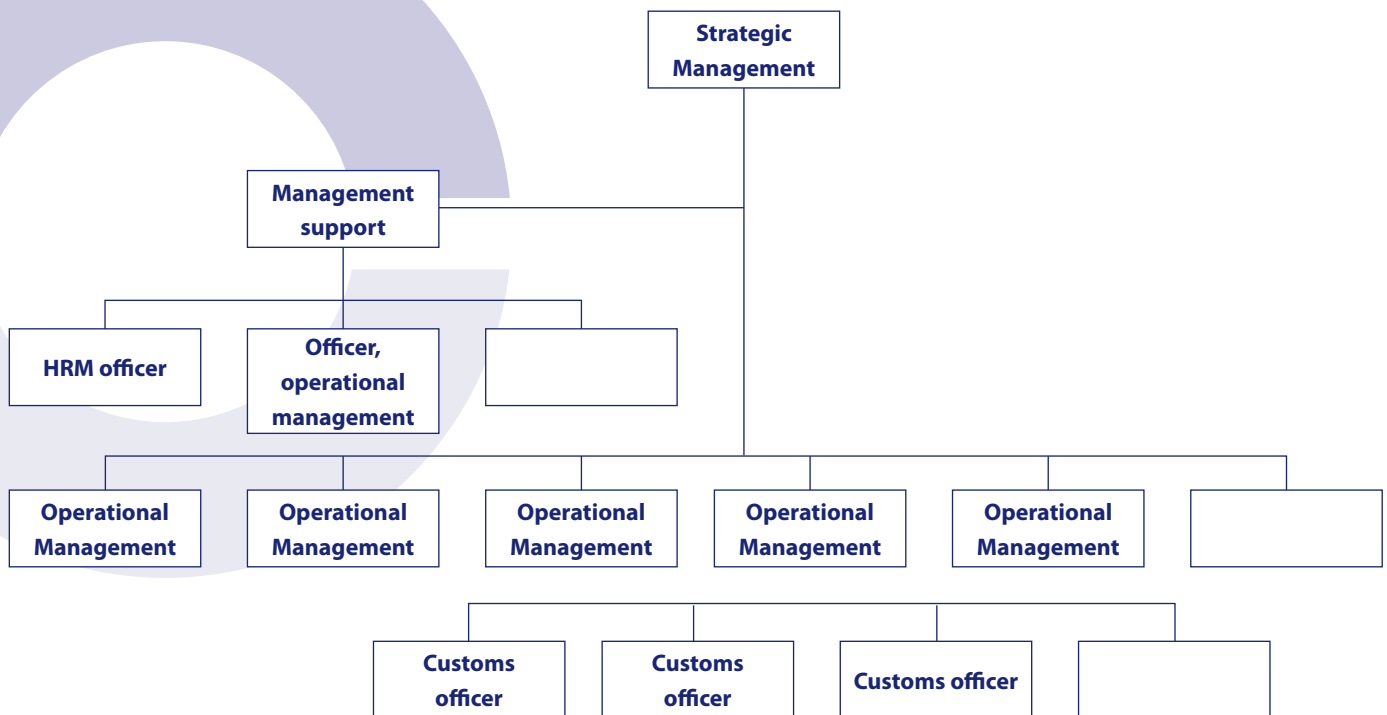 Strategic
Management
Management
support
HRM officer
Officer,
operational
management
Operational
Management
Operational
Management
Operational
Management
Operational
Management
Operational
Management
Customs
officer
Customs
officer
Customs officer